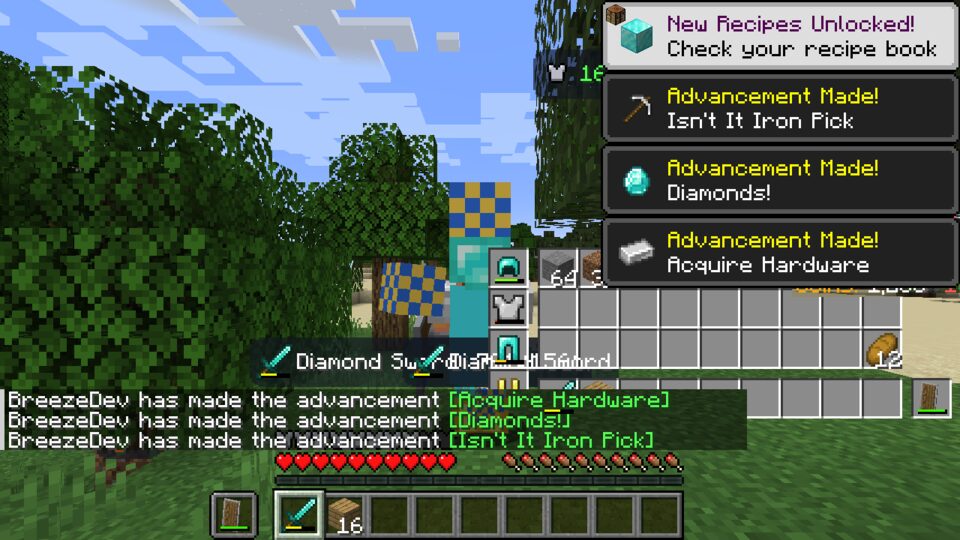 New Recipes Unlocked!
Check your recipe book
16
Advancement Made!
Isn't It Iron Pick
Advancement Made!
Diamonds!
Advancement Made!
Acquire Hardware
64
12
Diamond
BreezeDev has made the advancement [Acquire Hardware]
BreezeDev has made the advancement [Diamonds!]
BreezeDev has made the advancement [Isn't It Iron Pick]
16